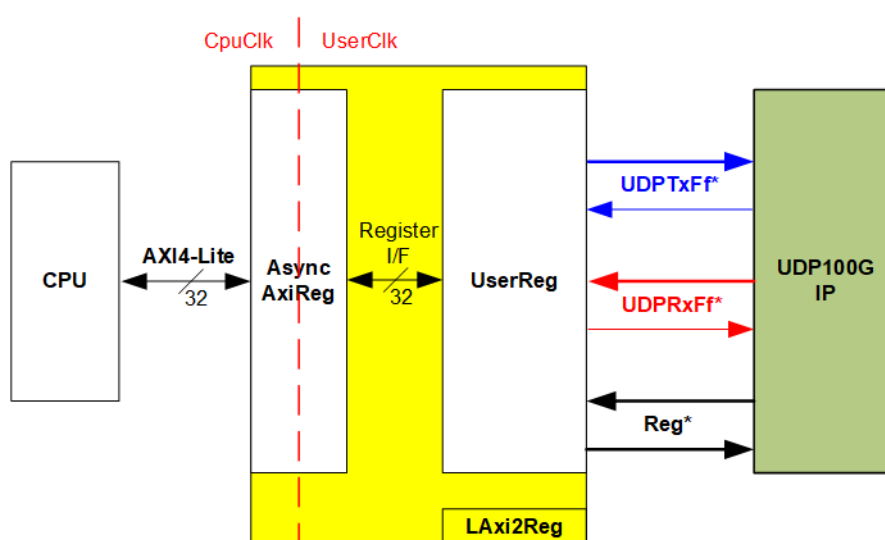 CpuClk
UserClk
CPU
AXI4-Lite
32
Async
AxiReg
Register
I/F
32
UserReg
UDPTxFf*
UDPRxFf*
Reg*
UDP100G
IP
LAxi2Reg